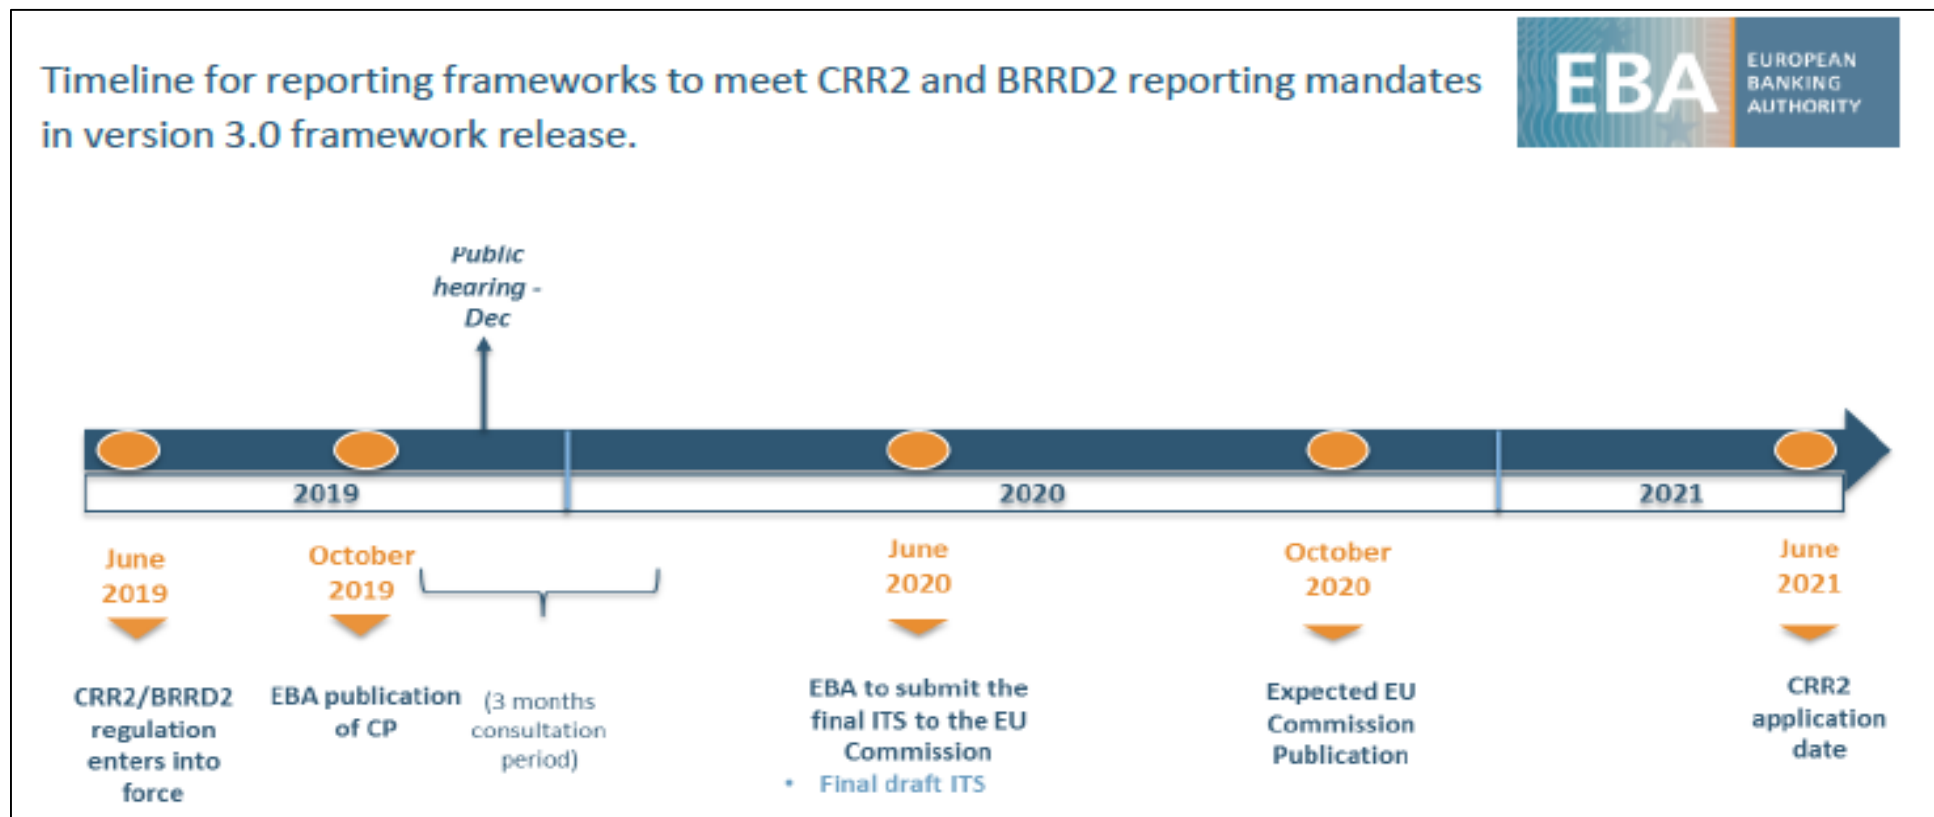 Timeline for reporting frameworks to meet CRR2 and BRRD2 reporting mandates
in version 3.0 framework release.
EBA
EUROPEAN
BANKING
AUTHORITY
Public
hearing -
Dec
2019
2020
2021
June
2019
CRR2/BRRD2
regulation
enters into
force
October
2019
EBA publication
of CP
(3 months
consultation
period)
June
2020
EBA to submit the
final ITS to the EU
Commission
• Final draft ITS
October
2020
Expected EU
Commission
Publication
June
2021
CRR2
application
date